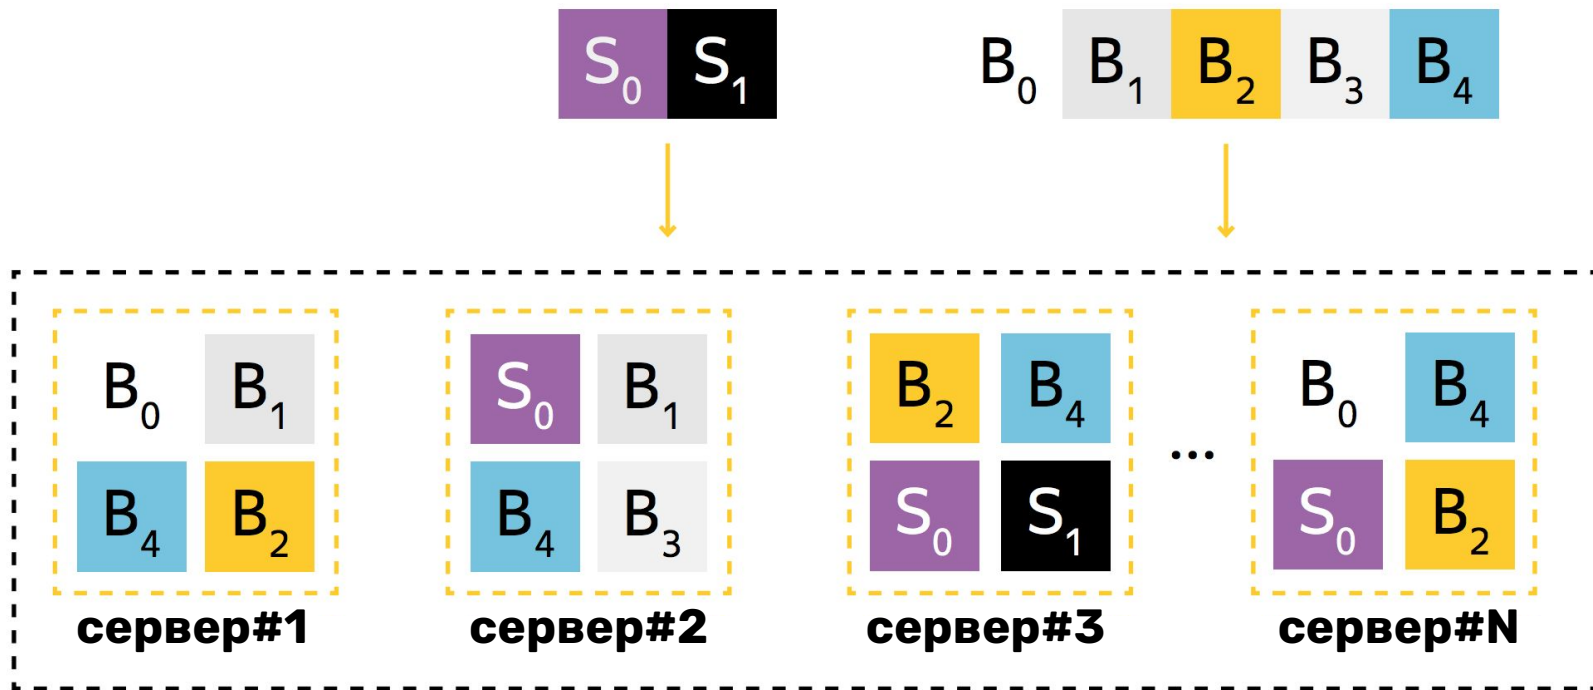 S₀ S₁ B₀ B₁ B₂ B₃ B₄
B₀ B₁ S₀ B₁ B₂ B₄ B₀ B₄
...
B₄ B₂ B₄ B₃ S₀ S₁ S₀ B₂
сервер#1 сервер#2 сервер#3 сервер#N